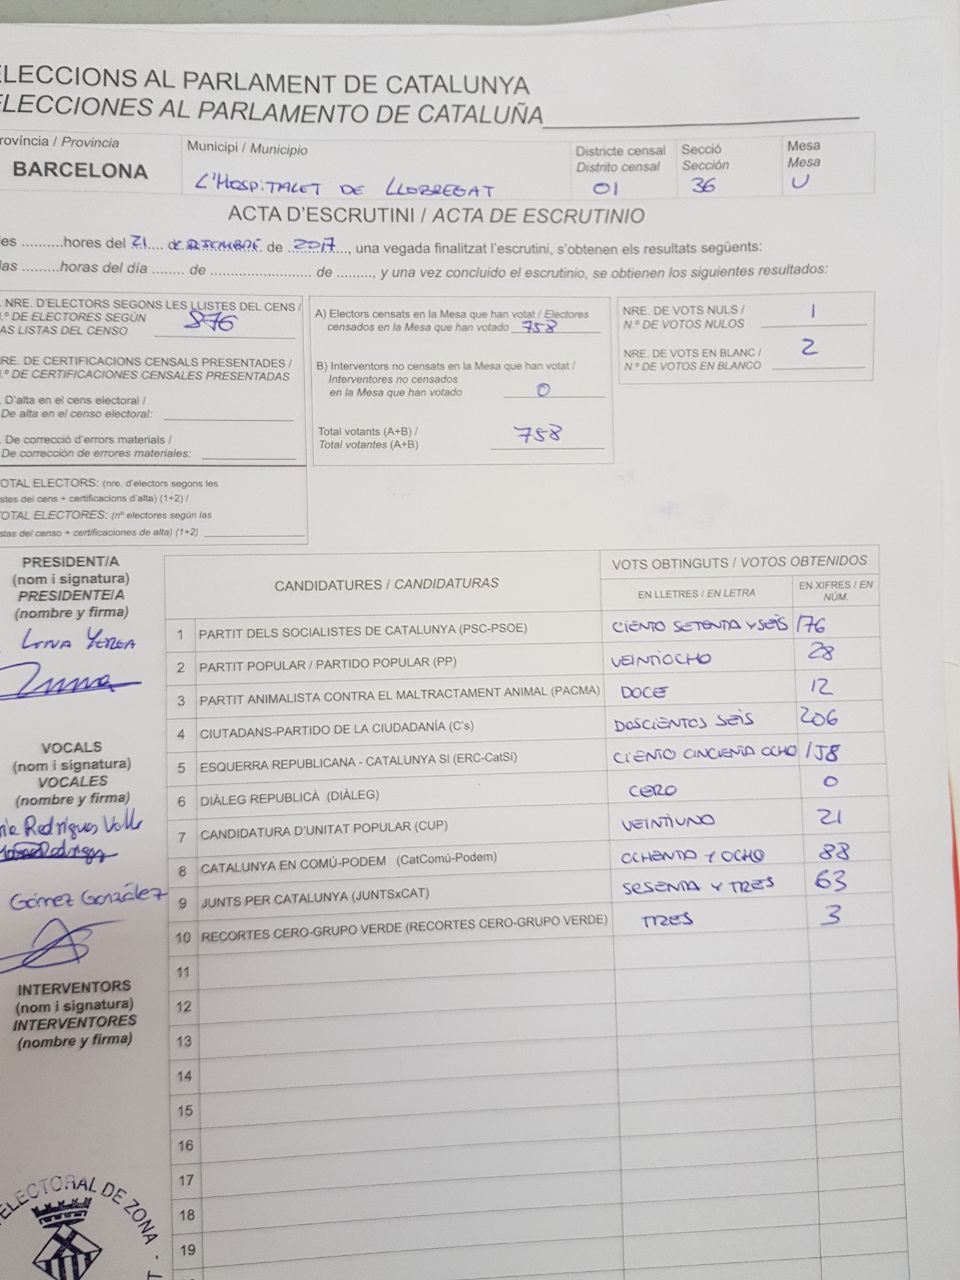 ELECCIONS AL PARLAMENT DE CATALUNYA
ELECCIONES AL PARLAMENTO DE CATALUÑA
rovíncia / Provincia
BARCELONA
Municipi / Municipio
L'HOSPITALET DE LLOBREGAT
Districte censal
Distrito censal
01
Secció
Sección
36
Mesa
Mesa
U
ACTA D'ESCRUTINI / ACTA DE ESCRUTINIO
les ..........hores del 21 de DESEMBRE de 2017, una vegada finalitzat l'escrutini, s'obtenen els resultats següents:
las .........horas del día ........ de ......................... de ........., y una vez concluido el escrutinio, se obtienen los siguientes resultados:
. NRE. D'ELECTORS SEGONS LES LLISTES DEL CENS /
N.º DE ELECTORES SEGÚN
AS LISTAS DEL CENSO 976
NRE. DE CERTIFICACIONS CENSALS PRESENTADES /
N.º DE CERTIFICACIONES CENSALES PRESENTADAS
. D'alta en el cens electoral /
De alta en el censo electoral:
. De correcció d'errors materials /
De corrección de errores materiales:
OTAL ELECTORS: (nre. d'electors segons les
stes del cens + certificacions d'alta) (1+2) /
OTAL ELECTORES: (nº electores según las
stas del censo + certificaciones de alta) (1+2)
A) Electors censats en la Mesa que han votat / Electores
censados en la Mesa que han votado 758
B) Interventors no censats en la Mesa que han votat /
Interventores no censados
en la Mesa que han votado 0
Total votants (A+B) /
Total votantes (A+B) 758
NRE. DE VOTS NULS /
N.º DE VOTOS NULOS 1
NRE. DE VOTS EN BLANC /
N.º DE VOTOS EN BLANCO 2
PRESIDENT/A
(nom i signatura)
PRESIDENTE/A
(nombre y firma)
VOCALS
(nom i signatura)
VOCALES
(nombre y firma)
Rodrigues Valls
Gómez González
INTERVENTORS
(nom i signatura)
INTERVENTORES
(nombre y firma)
CANDIDATURES / CANDIDATURAS
VOTS OBTINGUTS / VOTOS OBTENIDOS
EN LLETRES / EN LETRA
EN XIFRES / EN
NÚM.
1 PARTIT DELS SOCIALISTES DE CATALUNYA (PSC-PSOE) CIENTO SETENTA Y SEIS 176
2 PARTIT POPULAR / PARTIDO POPULAR (PP) VEINTIOCHO 28
3 PARTIT ANIMALISTA CONTRA EL MALTRACTAMENT ANIMAL (PACMA) DOCE 12
4 CIUTADANS-PARTIDO DE LA CIUDADANÍA (C's) DOSCIENTOS SEIS 206
5 ESQUERRA REPUBLICANA - CATALUNYA SI (ERC-CatSí) CIENTO CINCUENTA OCHO 158
6 DIÀLEG REPUBLICÀ (DIÀLEG) CERO 0
7 CANDIDATURA D'UNITAT POPULAR (CUP) VEINTIUNO 21
8 CATALUNYA EN COMÚ-PODEM (CatComú-Podem) OCHENTA Y OCHO 88
9 JUNTS PER CATALUNYA (JUNTSxCAT) SESENTA Y TRES 63
10 RECORTES CERO-GRUPO VERDE (RECORTES CERO-GRUPO VERDE) TRES 3
11
12
13
14
15
16
17
18
19
ELECTORAL DE ZONA